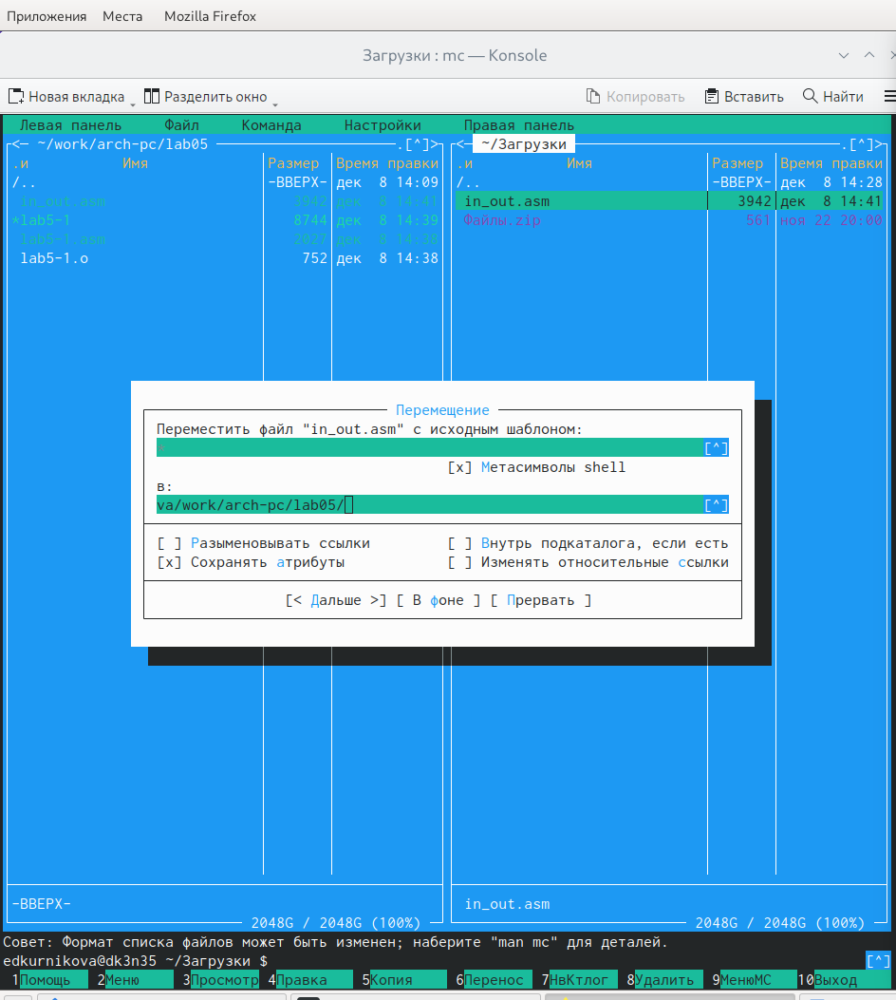 Приложения Места Mozilla Firefox
Загрузки : mc — Konsole
Новая вкладка Разделить окно Копировать Вставить Найти
Левая панель Файл Команда Настройки Правая панель
<— ~/work/arch-pc/lab05 .[^]>
<— ~/Загрузки .[^]>
.и Имя Размер Время правки .и Имя Размер Время правки
/.. -ВВЕРХ- дек 8 14:09 /.. -ВВЕРХ- дек 8 14:28
in_out.asm 3942 дек 8 14:41 in_out.asm 3942 дек 8 14:41
*lab5-1 8744 дек 8 14:39 Файлы.zip 561 ноя 22 20:00
lab5-1.asm 2027 дек 8 14:38
lab5-1.o 752 дек 8 14:38
Перемещение
Переместить файл "in_out.asm" с исходным шаблоном:
* [^]
[x] Метасимволы shell
в:
va/work/arch-pc/lab05/ [^]
[ ] Разыменовывать ссылки [ ] Внутрь подкаталога, если есть
[x] Сохранять атрибуты [ ] Изменять относительные ссылки
[< Дальше >] [ В фоне ] [ Прервать ]
-ВВЕРХ- in_out.asm
2048G / 2048G (100%) 2048G / 2048G (100%)
Совет: Формат списка файлов может быть изменен; наберите "man mc" для деталей.
edkurnikova@dk3n35 ~/Загрузки $ [^]
1Помощь 2Меню 3Просмотр 4Правка 5Копия 6Перенос 7НвКтлог 8Удалить 9МенюМС 10Выход